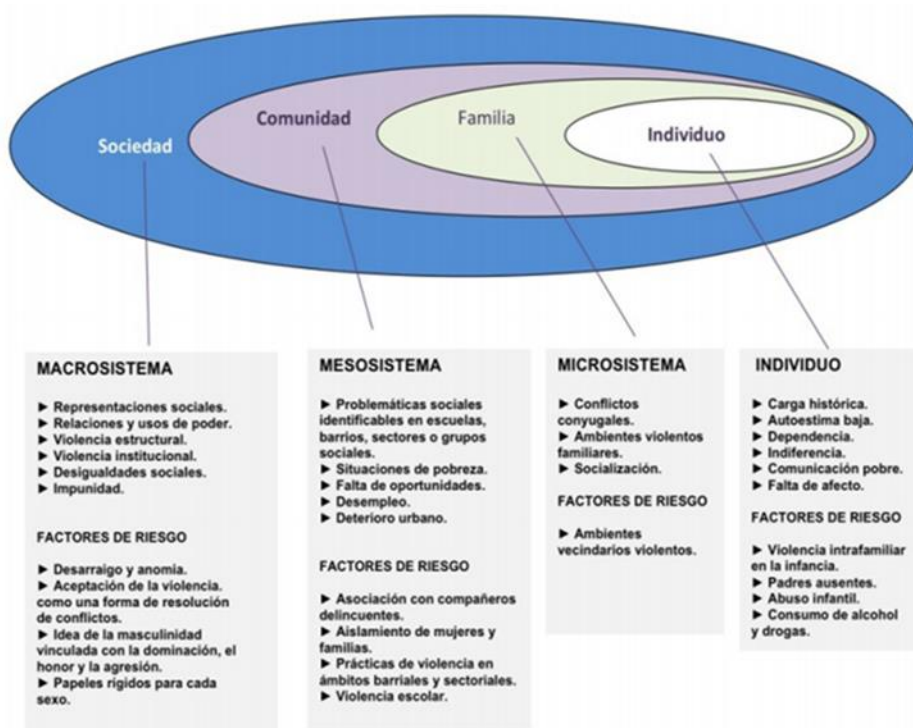 Sociedad
Comunidad
Familia
Individuo
MACROSISTEMA
► Representaciones sociales.
► Relaciones y usos de poder.
► Violencia estructural.
► Violencia institucional.
► Desigualdades sociales.
► Impunidad.
FACTORES DE RIESGO
► Desarraigo y anomia.
► Aceptación de la violencia.
como una forma de resolución
de conflictos.
► Idea de la masculinidad
vinculada con la dominación, el
honor y la agresión.
► Papeles rígidos para cada
sexo.
MESOSISTEMA
► Problemáticas sociales
identificables en escuelas,
barrios, sectores o grupos
sociales.
► Situaciones de pobreza.
► Falta de oportunidades.
► Desempleo.
► Deterioro urbano.
FACTORES DE RIESGO
► Asociación con compañeros
delincuentes.
► Aislamiento de mujeres y
familias.
► Prácticas de violencia en
ámbitos barriales y sectoriales.
► Violencia escolar.
MICROSISTEMA
► Conflictos
conyugales.
► Ambientes violentos
familiares.
► Socialización.
FACTORES DE RIESGO
► Ambientes
vecindarios violentos.
INDIVIDUO
► Carga histórica.
► Autoestima baja.
► Dependencia.
► Indiferencia.
► Comunicación pobre.
► Falta de afecto.
FACTORES DE RIESGO
► Violencia intrafamiliar
en la infancia.
► Padres ausentes.
► Abuso infantil.
► Consumo de alcohol
y drogas.